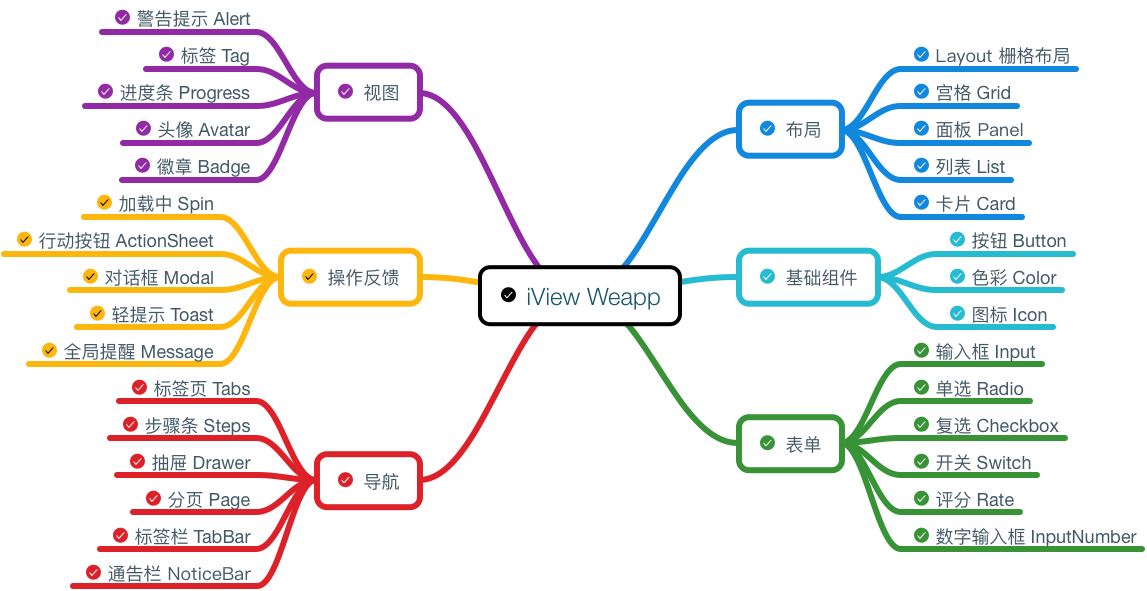 iView Weapp
视图
警告提示 Alert
标签 Tag
进度条 Progress
头像 Avatar
徽章 Badge
操作反馈
加载中 Spin
行动按钮 ActionSheet
对话框 Modal
轻提示 Toast
全局提醒 Message
导航
标签页 Tabs
步骤条 Steps
抽屉 Drawer
分页 Page
标签栏 TabBar
通告栏 NoticeBar
布局
Layout 栅格布局
宫格 Grid
面板 Panel
列表 List
卡片 Card
基础组件
按钮 Button
色彩 Color
图标 Icon
表单
输入框 Input
单选 Radio
复选 Checkbox
开关 Switch
评分 Rate
数字输入框 InputNumber